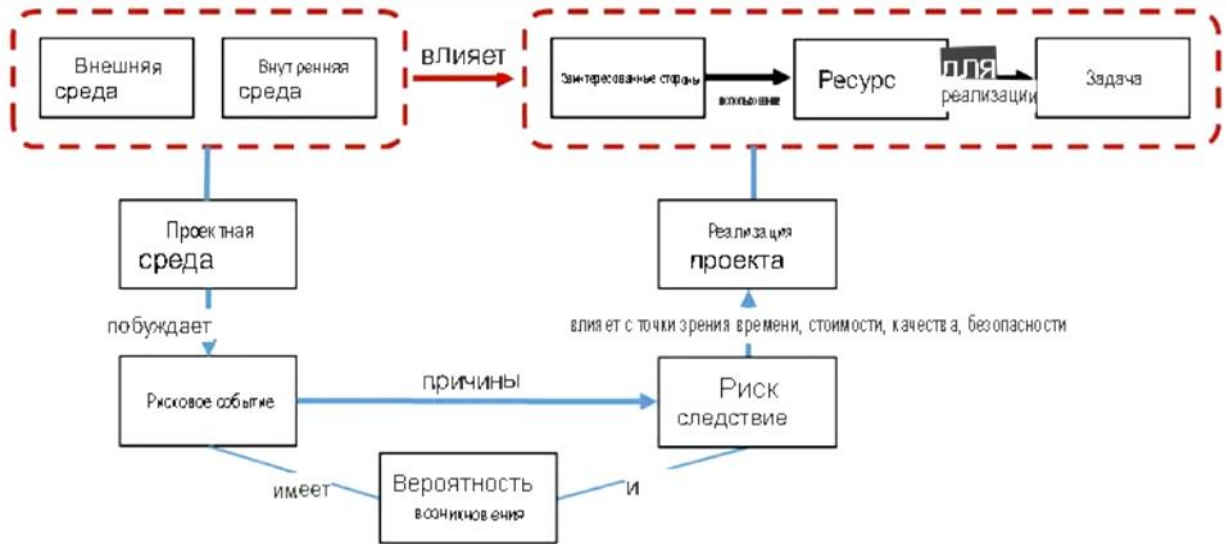 Внешняя
среда
Внутренняя
среда
влияет
Заинтересованные стороны
использование
Ресурс
для
реализации
Задача
Проектная
среда
Реализация
проекта
побуждает
влияет с точки зрения времени, стоимости, качества, безопасности
Рисковое событие
причины
Риск
следствие
имеет
Вероятность
возникновения
и